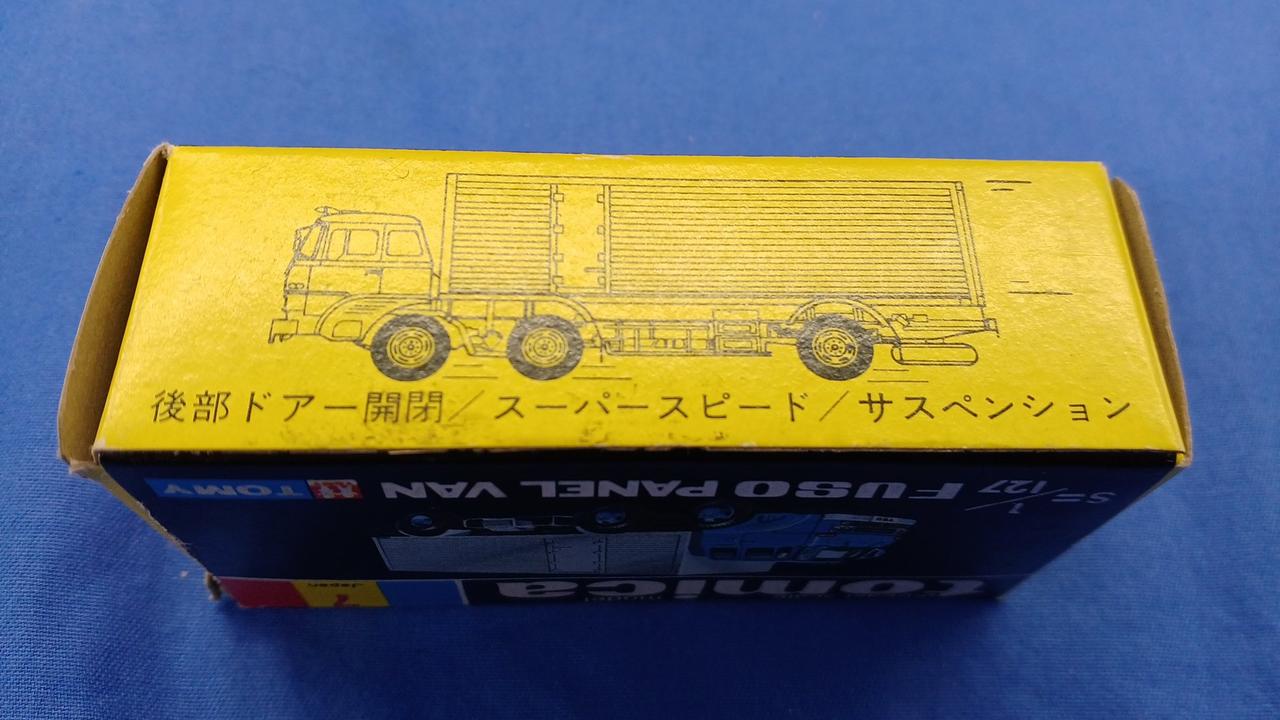 後部ドアー開閉／スーパースピード／サスペンション
S=1/127 FUSO PANEL VAN TOMY
tomica
Japan